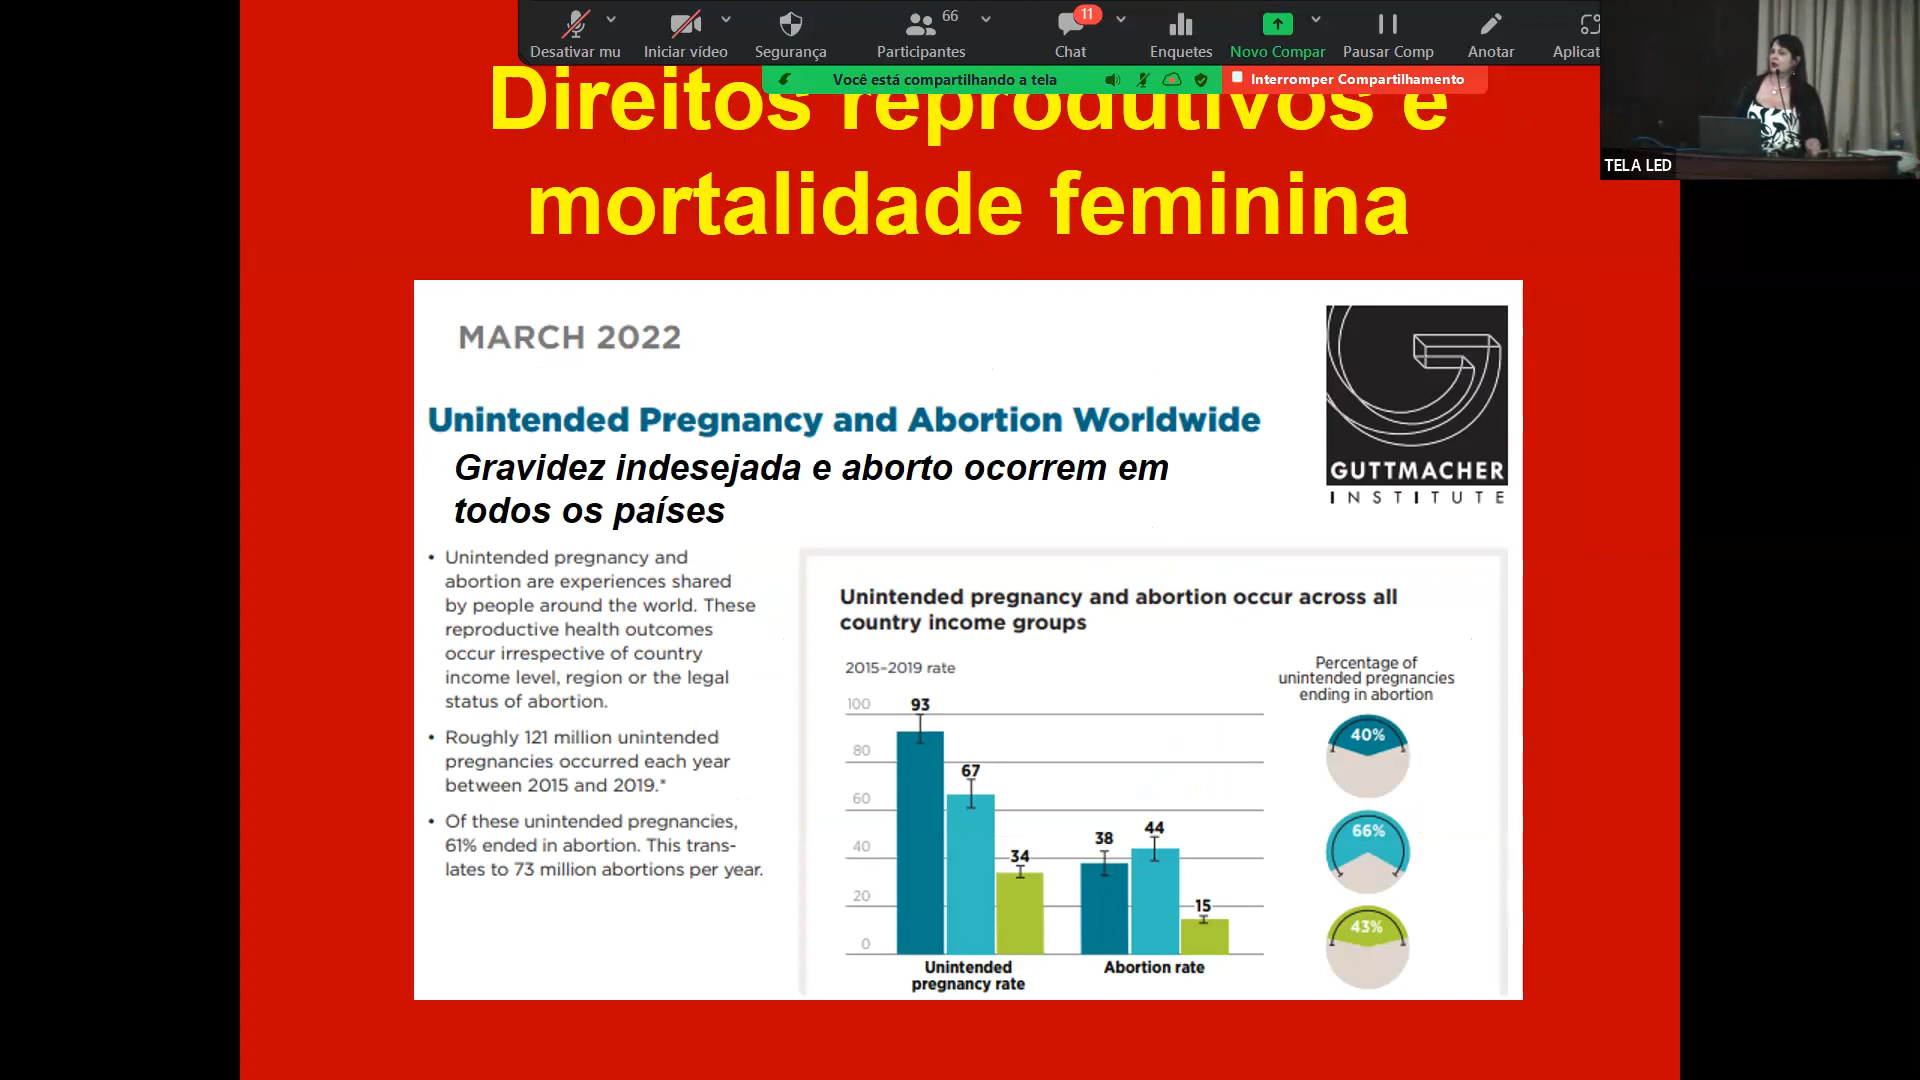 66
11
Desativar mu
Iniciar vídeo
Segurança
Participantes
Chat
Enquetes
Novo Compar
Pausar Comp
Anotar
Aplicat
Você está compartilhando a tela
Interromper Compartilhamento
TELA LED
Direitos reprodutivos e
mortalidade feminina
MARCH 2022
GUTTMACHER
INSTITUTE
Unintended Pregnancy and Abortion Worldwide
Gravidez indesejada e aborto ocorrem em
todos os países
• Unintended pregnancy and
abortion are experiences shared
by people around the world. These
reproductive health outcomes
occur irrespective of country
income level, region or the legal
status of abortion.
• Roughly 121 million unintended
pregnancies occurred each year
between 2015 and 2019.*
• Of these unintended pregnancies,
61% ended in abortion. This trans-
lates to 73 million abortions per year.
Unintended pregnancy and abortion occur across all
country income groups
2015–2019 rate
100
80
60
40
20
0
93
67
34
38
44
15
Unintended
pregnancy rate
Abortion rate
Percentage of
unintended pregnancies
ending in abortion
40%
66%
43%